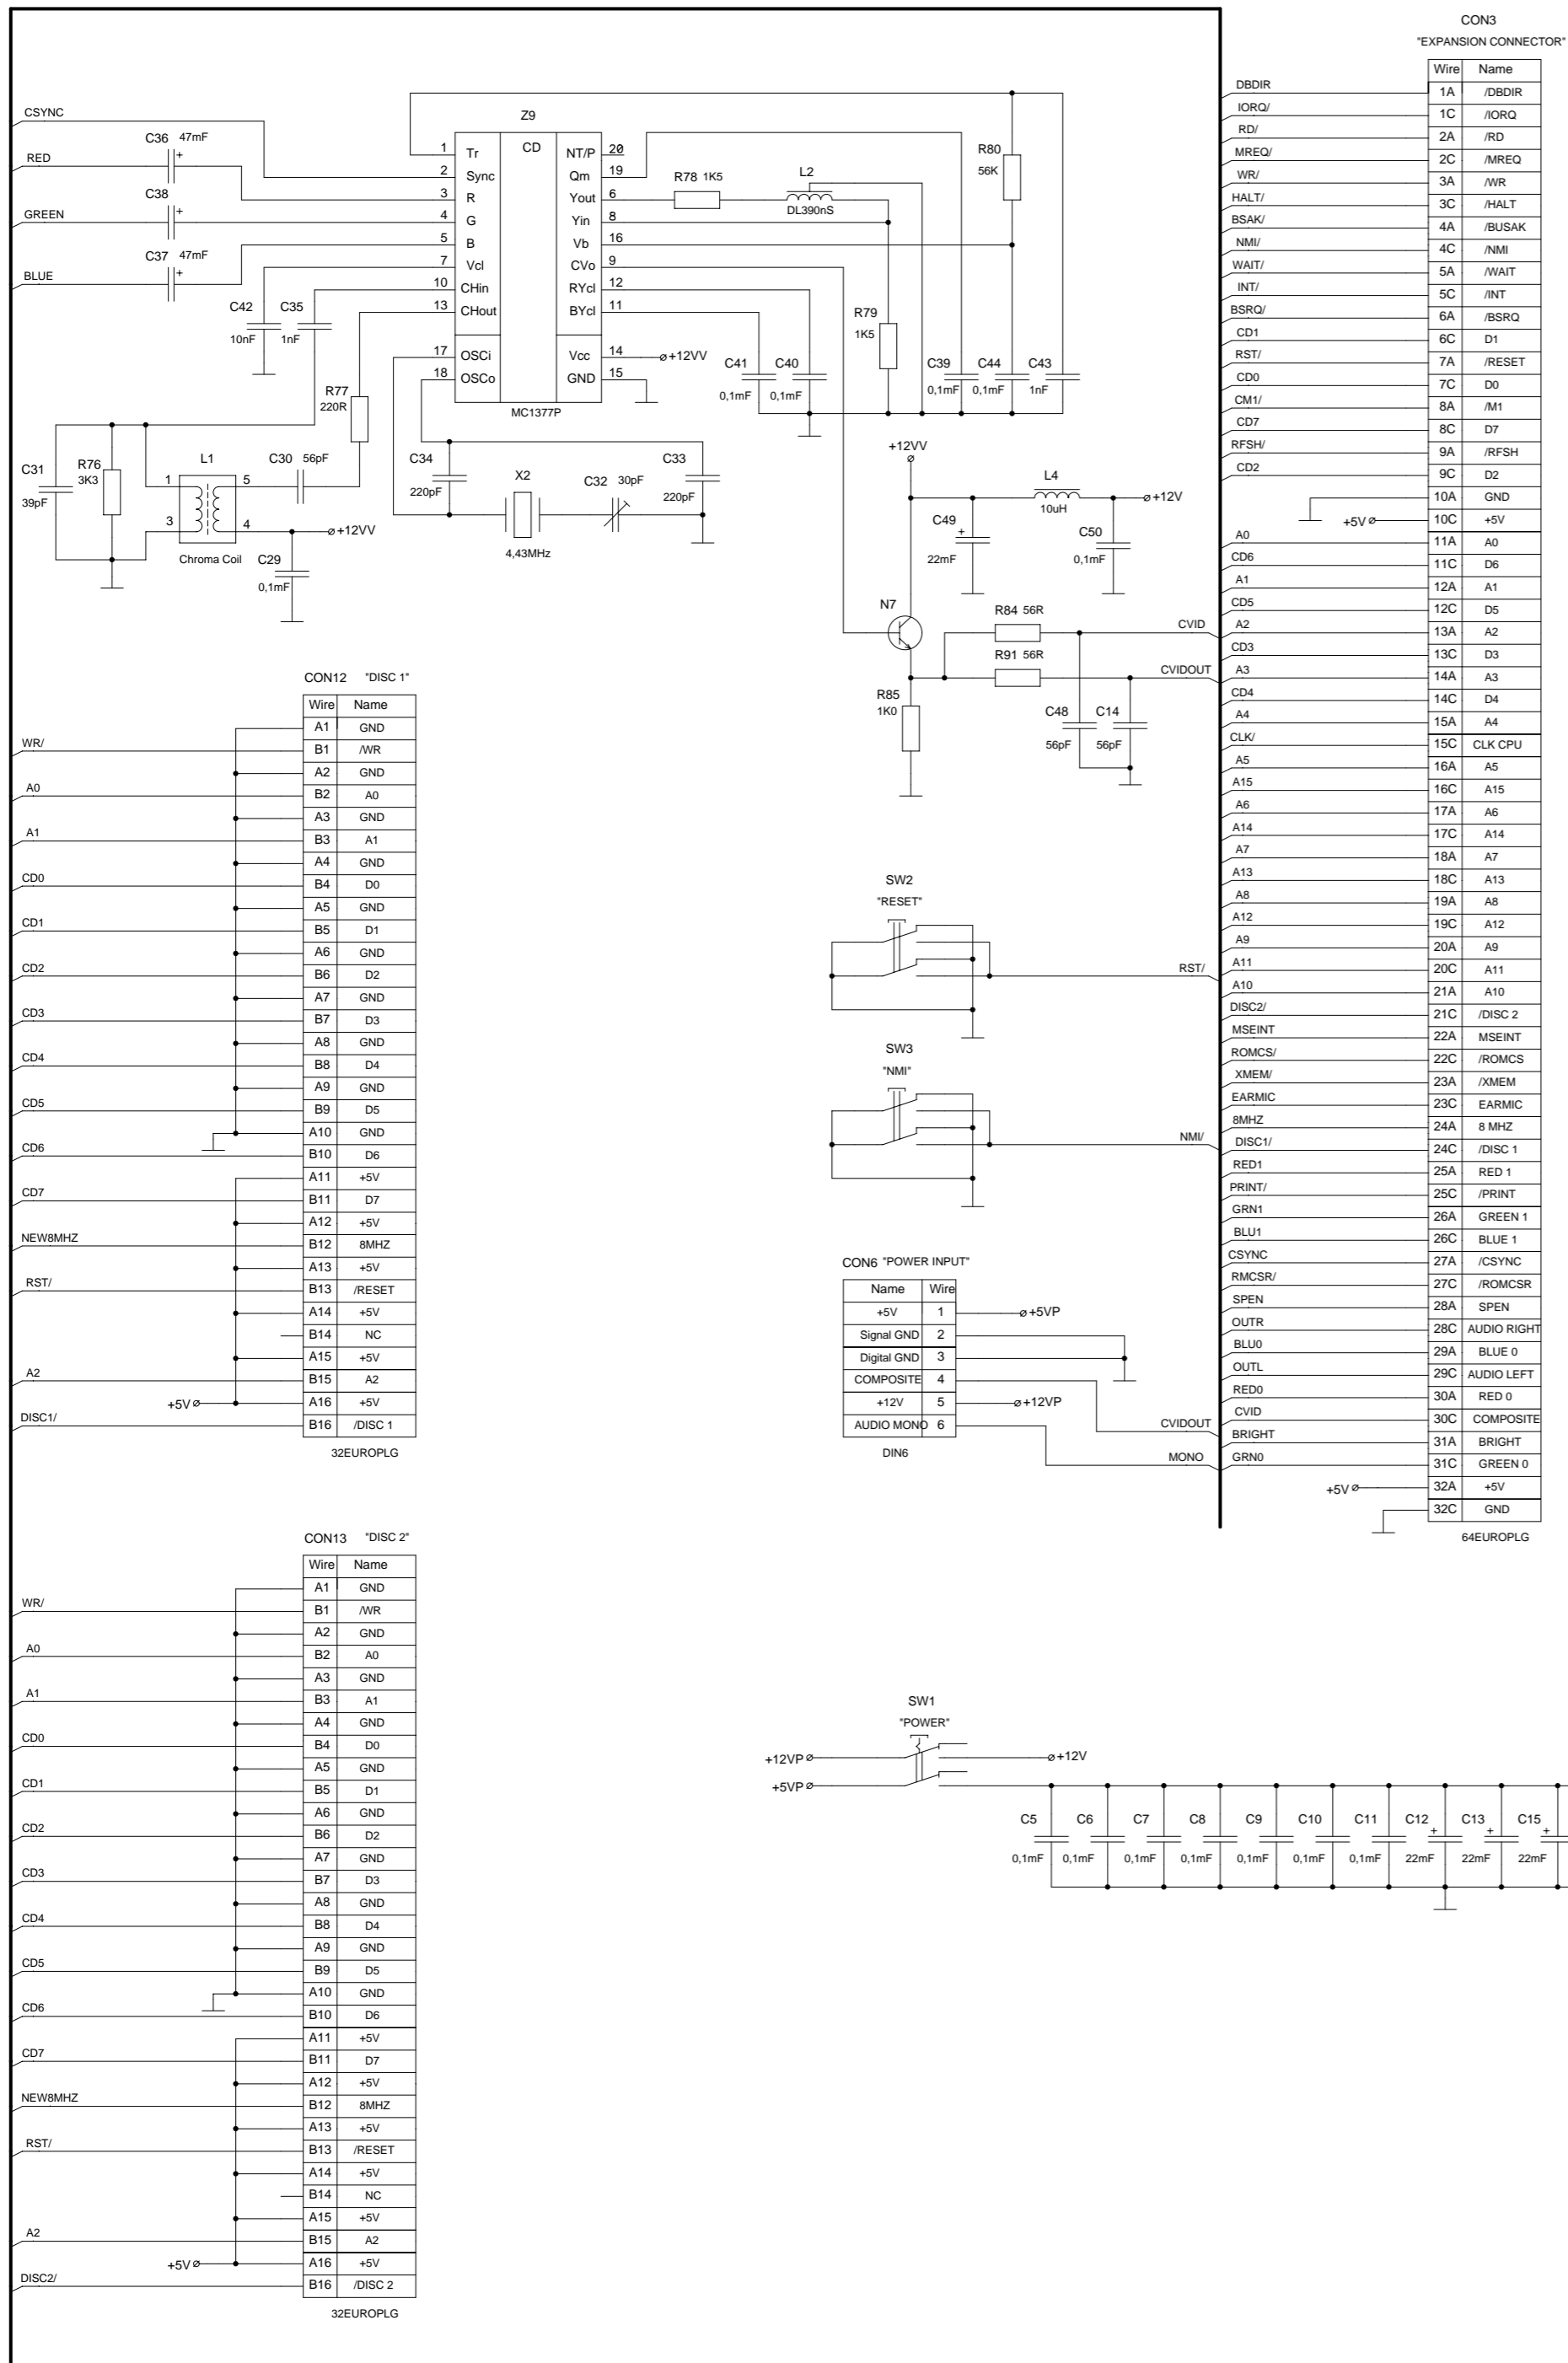 CON3
"EXPANSION CONNECTOR"
Wire Name
DBDIR 1A /DBDIR
IORQ/ 1C /IORQ
RD/ 2A /RD
MREQ/ 2C /MREQ
WR/ 3A /WR
HALT/ 3C /HALT
BSAK/ 4A /BUSAK
NMI/ 4C /NMI
WAIT/ 5A /WAIT
INT/ 5C /INT
BSRQ/ 6A /BSRQ
CD1 6C D1
RST/ 7A /RESET
CD0 7C D0
CM1/ 8A /M1
CD7 8C D7
RFSH/ 9A /RFSH
CD2 9C D2
10A GND
+5V 10C +5V
A0 11A A0
CD6 11C D6
A1 12A A1
CD5 12C D5
A2 13A A2
CD3 13C D3
A3 14A A3
CD4 14C D4
A4 15A A4
CLK/ 15C CLK CPU
A5 16A A5
A15 16C A15
A6 17A A6
A14 17C A14
A7 18A A7
A13 18C A13
A8 19A A8
A12 19C A12
A9 20A A9
A11 20C A11
A10 21A A10
DISC2/ 21C /DISC 2
MSEINT 22A MSEINT
ROMCS/ 22C /ROMCS
XMEM/ 23A /XMEM
EARMIC 23C EARMIC
8MHZ 24A 8 MHZ
DISC1/ 24C /DISC 1
RED1 25A RED 1
PRINT/ 25C /PRINT
GRN1 26A GREEN 1
BLU1 26C BLUE 1
CSYNC 27A /CSYNC
RMCSR/ 27C /ROMCSR
SPEN 28A SPEN
OUTR 28C AUDIO RIGHT
BLU0 29A BLUE 0
OUTL 29C AUDIO LEFT
RED0 30A RED 0
CVID 30C COMPOSITE
BRIGHT 31A BRIGHT
GRN0 31C GREEN 0
+5V 32A +5V
32C GND
64EUROPLG
CSYNC
RED
GREEN
BLUE
C36 47mF
+
C38
+
C37 47mF
+
Z9
CD
1 Tr NT/P 20
2 Sync Qm 19
3 R Yout 6
4 G Yin 8
5 B Vb 16
7 Vcl CVo 9
10 CHin RYcl 12
13 CHout BYcl 11
17 OSCi Vcc 14 +12VV
18 OSCo GND 15
MC1377P
R78 1K5
L2
DL390nS
R80
56K
R79
1K5
C42
10nF
C35
1nF
R77
220R
C41
0,1mF
C40
0,1mF
C39
0,1mF
C44
0,1mF
C43
1nF
C31
39pF
R76
3K3
L1
1 5
3 4
Chroma Coil
C30 56pF
+12VV
C29
0,1mF
C34
220pF
X2
4,43MHz
C32 30pF
C33
220pF
+12VV
L4
10uH
+12V
C49
+
22mF
C50
0,1mF
N7
R84 56R
CVID
R91 56R
CVIDOUT
R85
1K0
C48
56pF
C14
56pF
CON12 "DISC 1"
Wire Name
A1 GND
WR/ B1 /WR
A2 GND
A0 B2 A0
A3 GND
A1 B3 A1
A4 GND
CD0 B4 D0
A5 GND
CD1 B5 D1
A6 GND
CD2 B6 D2
A7 GND
CD3 B7 D3
A8 GND
CD4 B8 D4
A9 GND
CD5 B9 D5
A10 GND
CD6 B10 D6
A11 +5V
CD7 B11 D7
A12 +5V
NEW8MHZ B12 8MHZ
A13 +5V
RST/ B13 /RESET
A14 +5V
B14 NC
A15 +5V
A2 B15 A2
+5V A16 +5V
DISC1/ B16 /DISC 1
32EUROPLG
SW2
"RESET"
RST/
SW3
"NMI"
NMI/
CON6 "POWER INPUT"
Name Wire
+5V 1 +5VP
Signal GND 2
Digital GND 3
COMPOSITE 4
+12V 5 +12VP
AUDIO MONO 6
DIN6
CVIDOUT
MONO
CON13 "DISC 2"
Wire Name
A1 GND
WR/ B1 /WR
A2 GND
A0 B2 A0
A3 GND
A1 B3 A1
A4 GND
CD0 B4 D0
A5 GND
CD1 B5 D1
A6 GND
CD2 B6 D2
A7 GND
CD3 B7 D3
A8 GND
CD4 B8 D4
A9 GND
CD5 B9 D5
A10 GND
CD6 B10 D6
A11 +5V
CD7 B11 D7
A12 +5V
NEW8MHZ B12 8MHZ
A13 +5V
RST/ B13 /RESET
A14 +5V
B14 NC
A15 +5V
A2 B15 A2
+5V A16 +5V
DISC2/ B16 /DISC 2
32EUROPLG
SW1
"POWER"
+12VP +12V
+5VP
C5 C6 C7 C8 C9 C10 C11 C12 C13 C15
+ + +
0,1mF 0,1mF 0,1mF 0,1mF 0,1mF 0,1mF 0,1mF 22mF 22mF 22mF